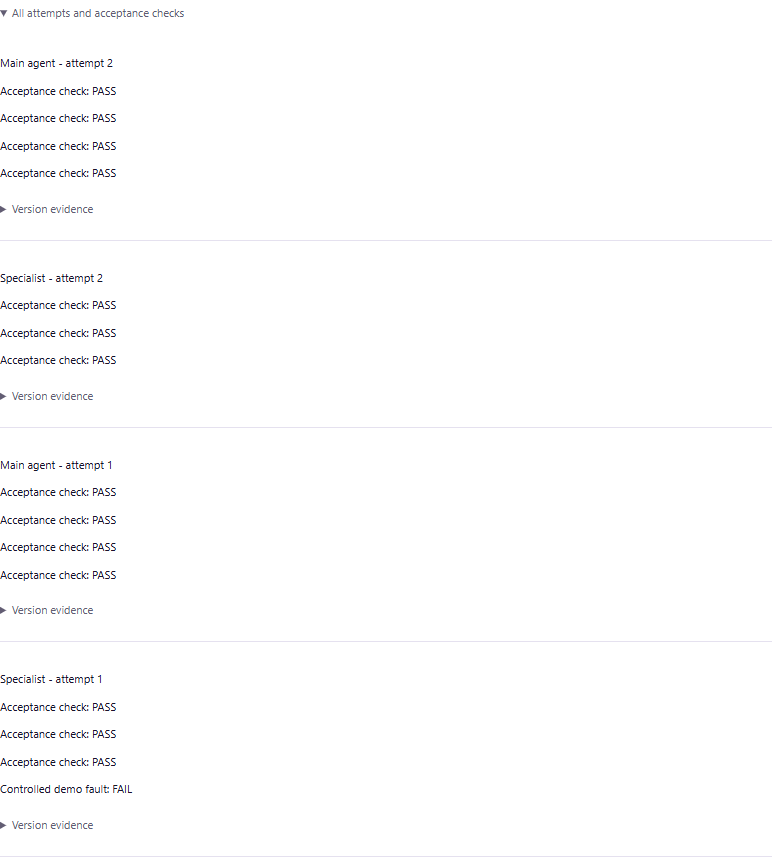 All attempts and acceptance checks
Main agent - attempt 2
Acceptance check: PASS
Acceptance check: PASS
Acceptance check: PASS
Acceptance check: PASS
Version evidence
Specialist - attempt 2
Acceptance check: PASS
Acceptance check: PASS
Acceptance check: PASS
Version evidence
Main agent - attempt 1
Acceptance check: PASS
Acceptance check: PASS
Acceptance check: PASS
Acceptance check: PASS
Version evidence
Specialist - attempt 1
Acceptance check: PASS
Acceptance check: PASS
Acceptance check: PASS
Controlled demo fault: FAIL
Version evidence